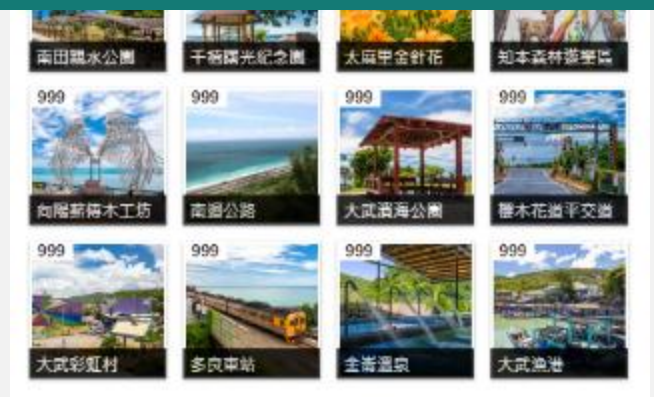 南田親水公園
千禧曙光紀念園
太麻里金針花
知本森林遊樂區
999
999
999
999
向陽薪傳木工坊
南迴公路
大武濱海公園
櫻木花道平交道
999
999
999
999
大武彩虹村
多良車站
金崙溫泉
大武漁港